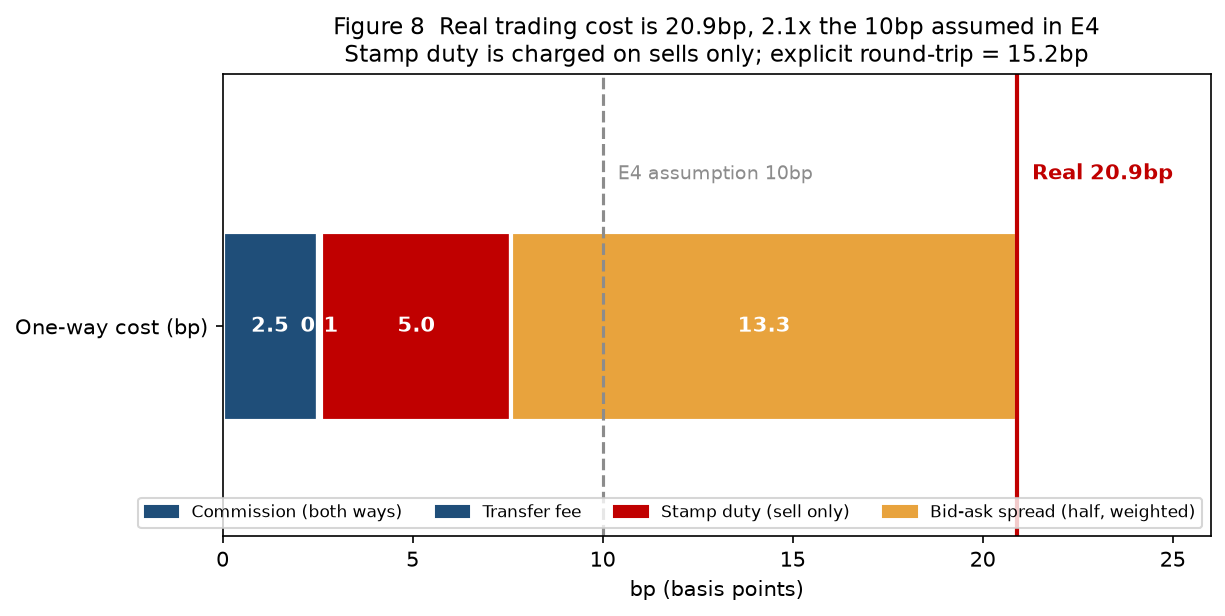 Figure 8  Real trading cost is 20.9bp, 2.1x the 10bp assumed in E4
Stamp duty is charged on sells only; explicit round-trip = 15.2bp
E4 assumption 10bp
Real 20.9bp
One-way cost (bp)
2.5
0.1
5.0
13.3
Commission (both ways)
Transfer fee
Stamp duty (sell only)
Bid-ask spread (half, weighted)
0 5 10 15 20 25
bp (basis points)